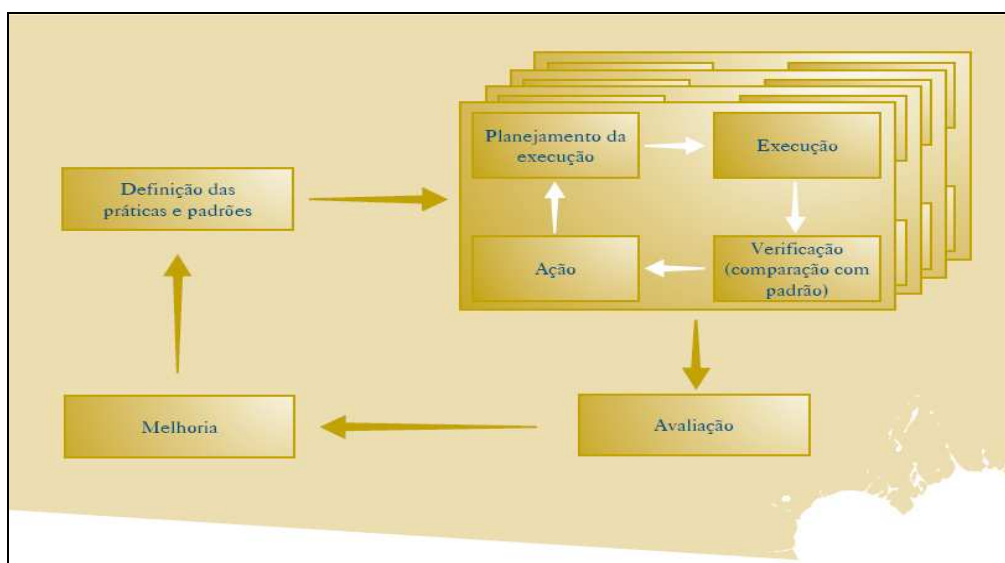 Planejamento da
execução
Execução
Definição das
práticas e padrões
Ação
Verificação
(comparação com
padrão)
Melhoria
Avaliação